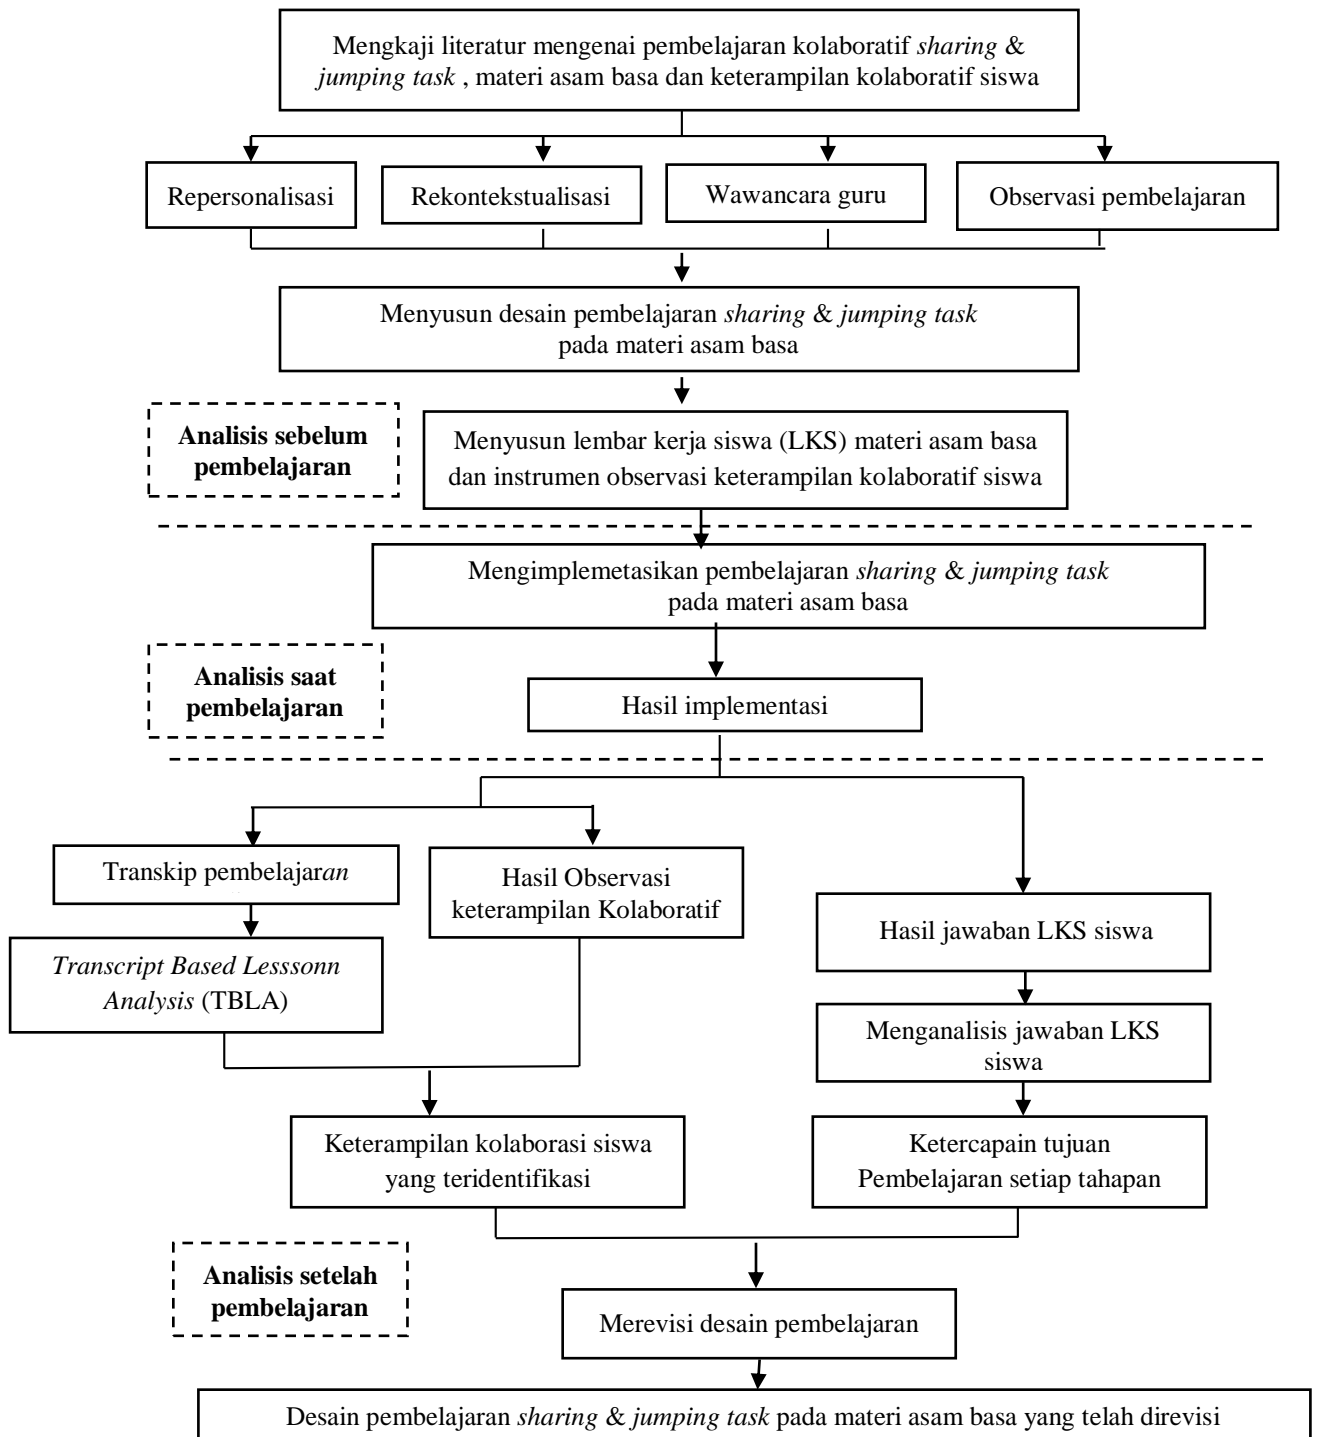 Mengkaji literatur mengenai pembelajaran kolaboratif sharing &
jumping task , materi asam basa dan keterampilan kolaboratif siswa
Repersonalisasi
Rekontekstualisasi
Wawancara guru
Observasi pembelajaran
Menyusun desain pembelajaran sharing & jumping task
pada materi asam basa
Analisis sebelum
pembelajaran
Menyusun lembar kerja siswa (LKS) materi asam basa
dan instrumen observasi keterampilan kolaboratif siswa
Mengimplemetasikan pembelajaran sharing & jumping task
pada materi asam basa
Analisis saat
pembelajaran
Hasil implementasi
Transkip pembelajaran
Hasil Observasi
keterampilan Kolaboratif
Hasil jawaban LKS siswa
Transcript Based Lesssonn
Analysis (TBLA)
Menganalisis jawaban LKS
siswa
Keterampilan kolaborasi siswa
yang teridentifikasi
Ketercapain tujuan
Pembelajaran setiap tahapan
Analisis setelah
pembelajaran
Merevisi desain pembelajaran
Desain pembelajaran sharing & jumping task pada materi asam basa yang telah direvisi